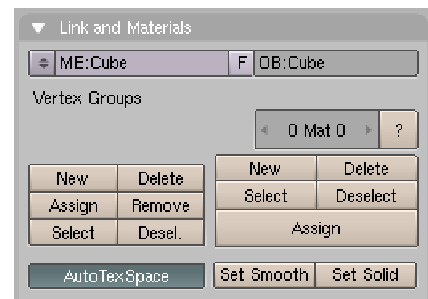 Link and Materials
ME:Cube F OB:Cube
Vertex Groups
0 Mat 0 ?
New Delete New Delete
Assign Remove Select Deselect
Select Desel. Assign
AutoTexSpace Set Smooth Set Solid